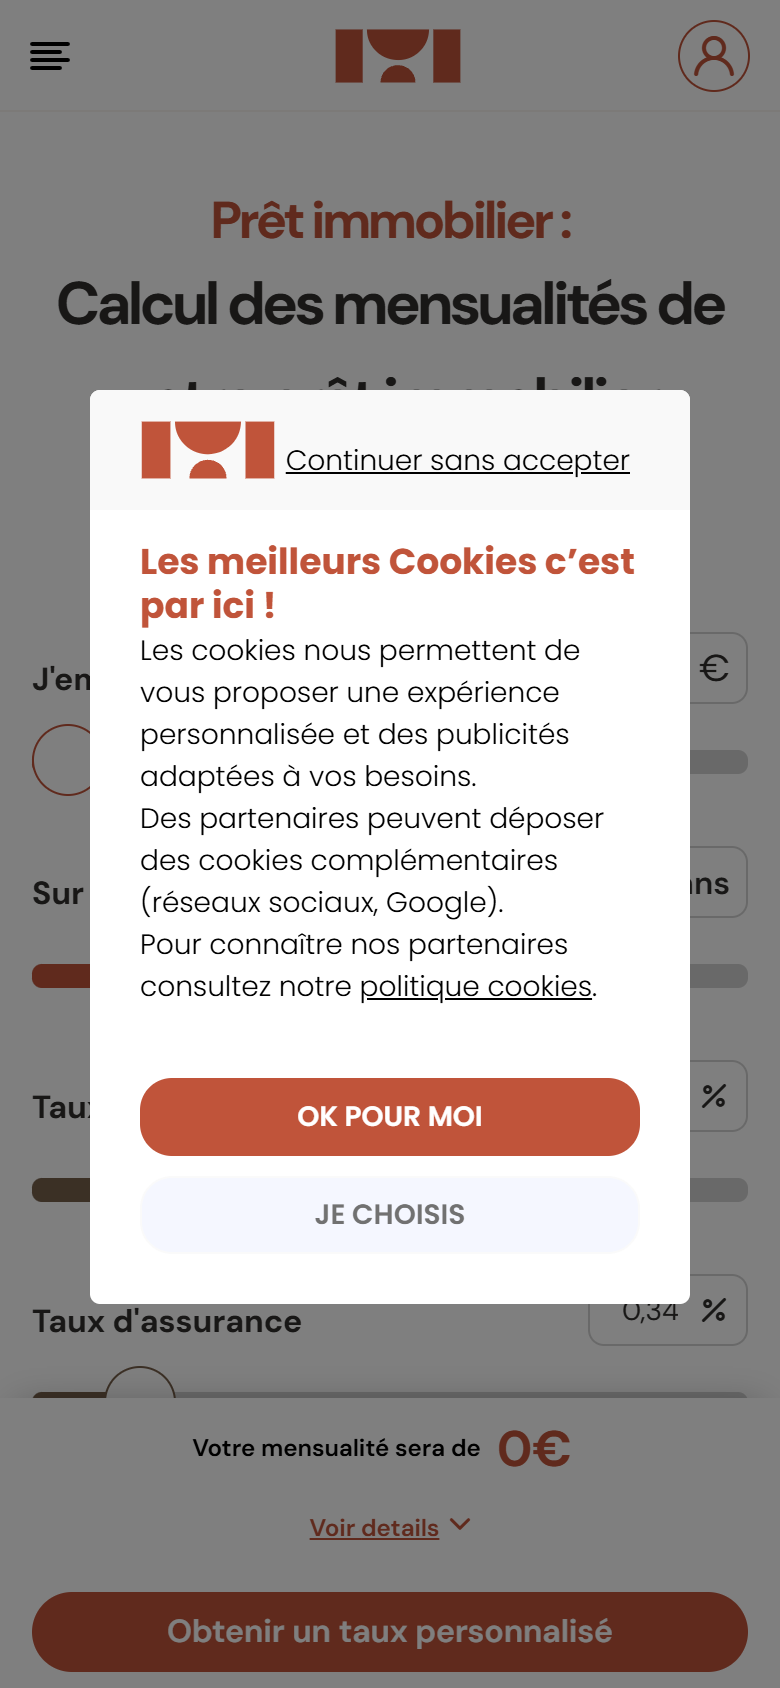 Prêt immobilier :
Calcul des mensualités de
Continuer sans accepter
Les meilleurs Cookies c’est
par ici !
Les cookies nous permettent de
vous proposer une expérience
personnalisée et des publicités
adaptées à vos besoins.
Des partenaires peuvent déposer
des cookies complémentaires
(réseaux sociaux, Google).
Pour connaître nos partenaires
consultez notre politique cookies.
OK POUR MOI
JE CHOISIS
€
Sur
%
Taux d'assurance
0,34 %
Votre mensualité sera de 0€
Voir details
Obtenir un taux personnalisé